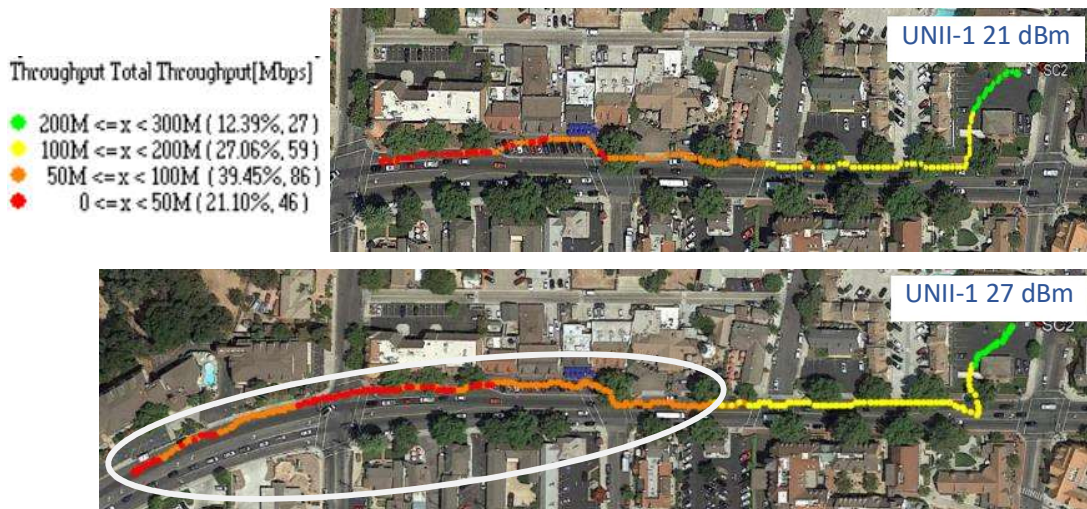 UNII-1 21 dBm
SC2
Throughput Total Throughput[Mbps]
200M <=x < 300M ( 12.39%, 27 )
100M <=x < 200M ( 27.06%, 59 )
50M <=x < 100M ( 39.45%, 86 )
0 <=x < 50M ( 21.10%, 46 )
UNII-1 27 dBm
SC2